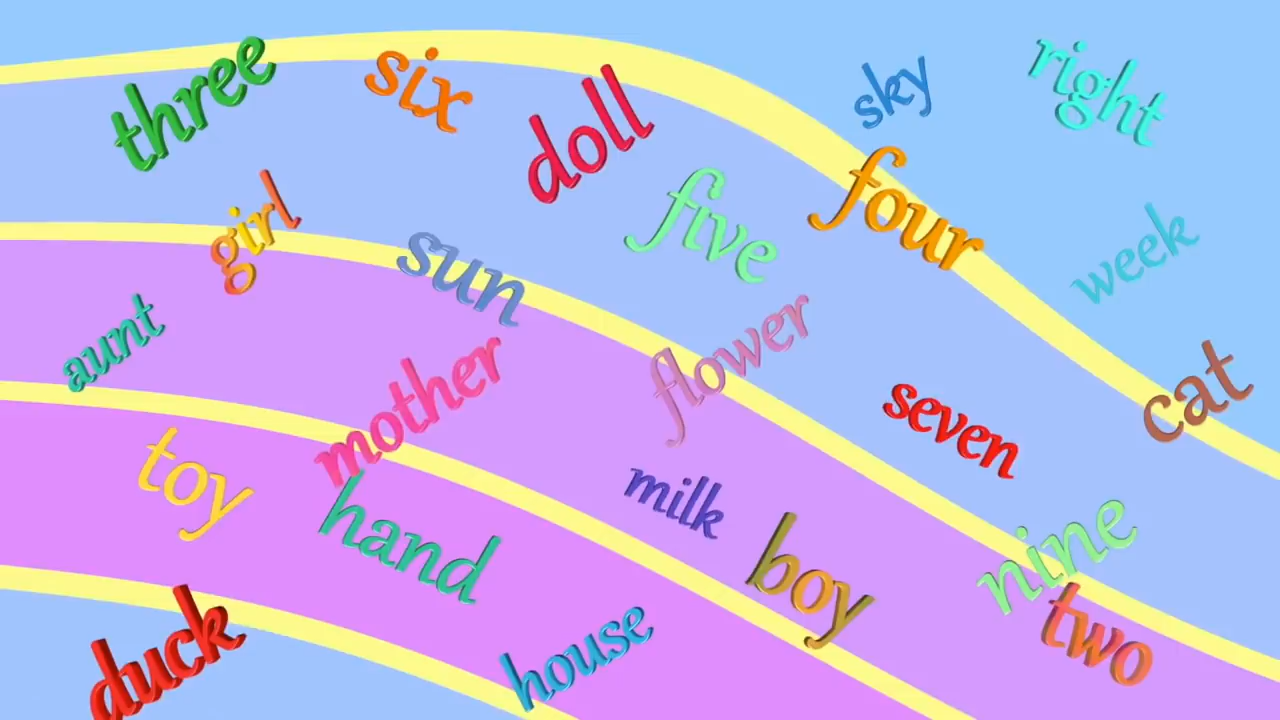 three
six
doll
sky
right
girl
sun
five
four
week
aunt
mother
flower
seven
cat
toy
hand
milk
boy
nine
two
duck
house